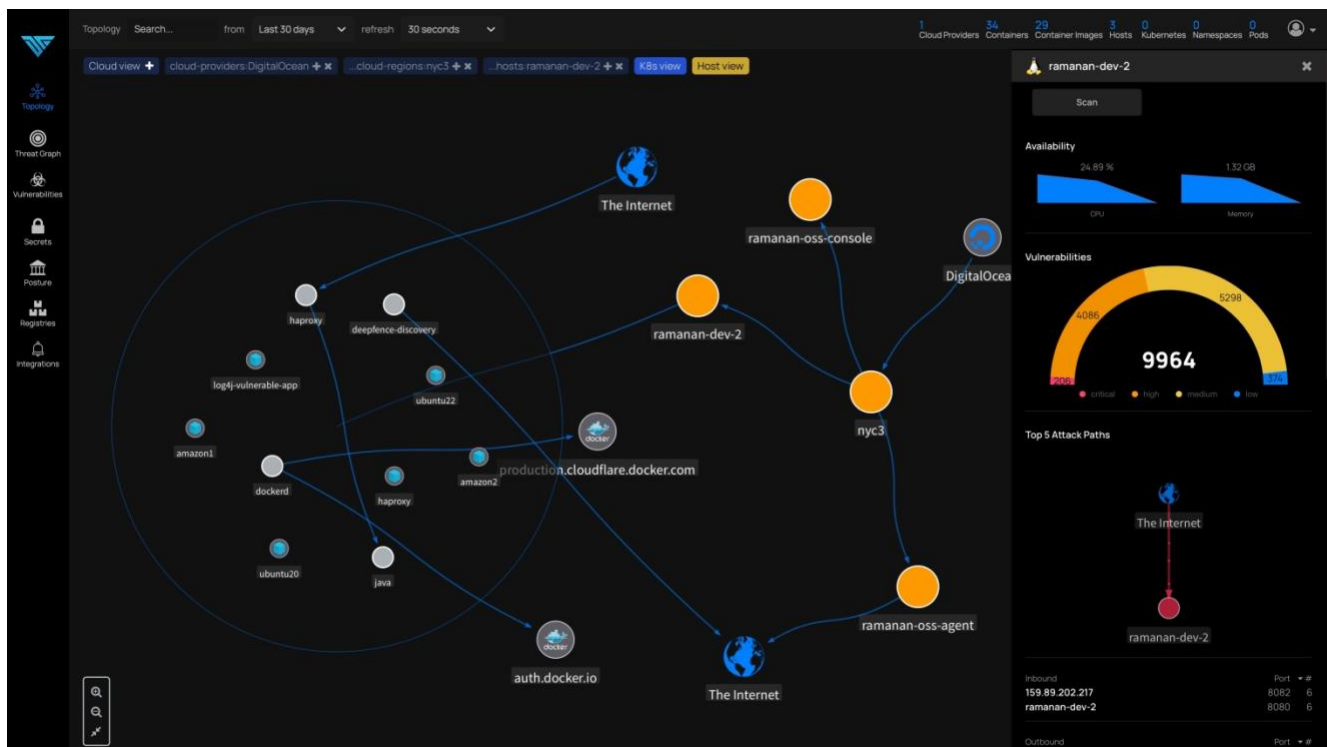 Topology Search... from Last 30 days refresh 30 seconds
1 34 29 3 0 0 0
Cloud Providers Containers Container Images Hosts Kubernetes Namespaces Pods
Cloud view + cloud-providers:DigitalOcean + × ...cloud-regions:nyc3 + × ...hosts:ramanan-dev-2 + × K8s view Host view
Topology
Threat Graph
Vulnerabilities
Secrets
Posture
Registries
Integrations
The Internet
ramanan-oss-console
DigitalOcea
haproxy
deepfence-discovery
ramanan-dev-2
log4j-vulnerable-app
ubuntu22
nyc3
amazon1
docker
production.cloudflare.docker.com
amazon2
dockerd
haproxy
ubuntu20
java
ramanan-oss-agent
docker
auth.docker.io
The Internet
ramanan-dev-2
Scan
Availability
24.89 % 1.32 GB
CPU Memory
Vulnerabilities
4086 5298
9964
206 374
critical high medium low
Top 5 Attack Paths
The Internet
ramanan-dev-2
Inbound Port #
159.89.202.217 8082 6
ramanan-dev-2 8080 6
Outbound Port #